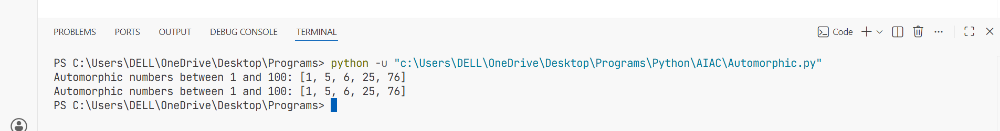 PROBLEMS PORTS OUTPUT DEBUG CONSOLE TERMINAL Code
PS C:\Users\DELL\OneDrive\Desktop\Programs> python -u "c:\Users\DELL\OneDrive\Desktop\Programs\Python\AIAC\Automorphic.py"
Automorphic numbers between 1 and 100: [1, 5, 6, 25, 76]
Automorphic numbers between 1 and 100: [1, 5, 6, 25, 76]
PS C:\Users\DELL\OneDrive\Desktop\Programs>